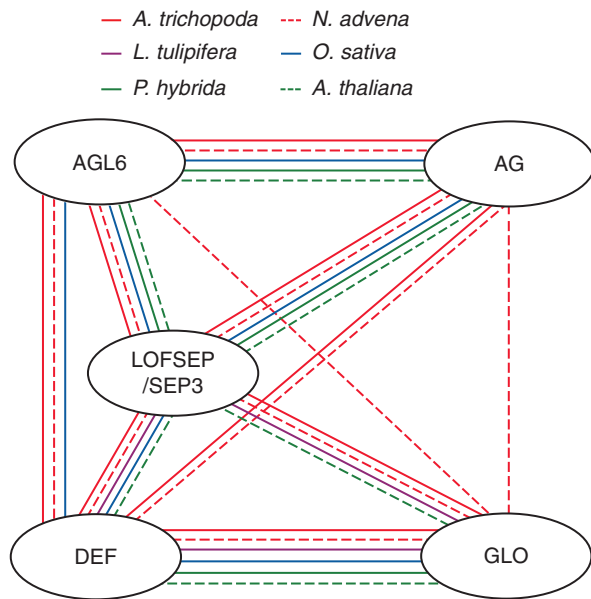 A. trichopoda
N. advena
L. tulipifera
O. sativa
P. hybrida
A. thaliana
AGL6
AG
LOFSEP
/SEP3
DEF
GLO